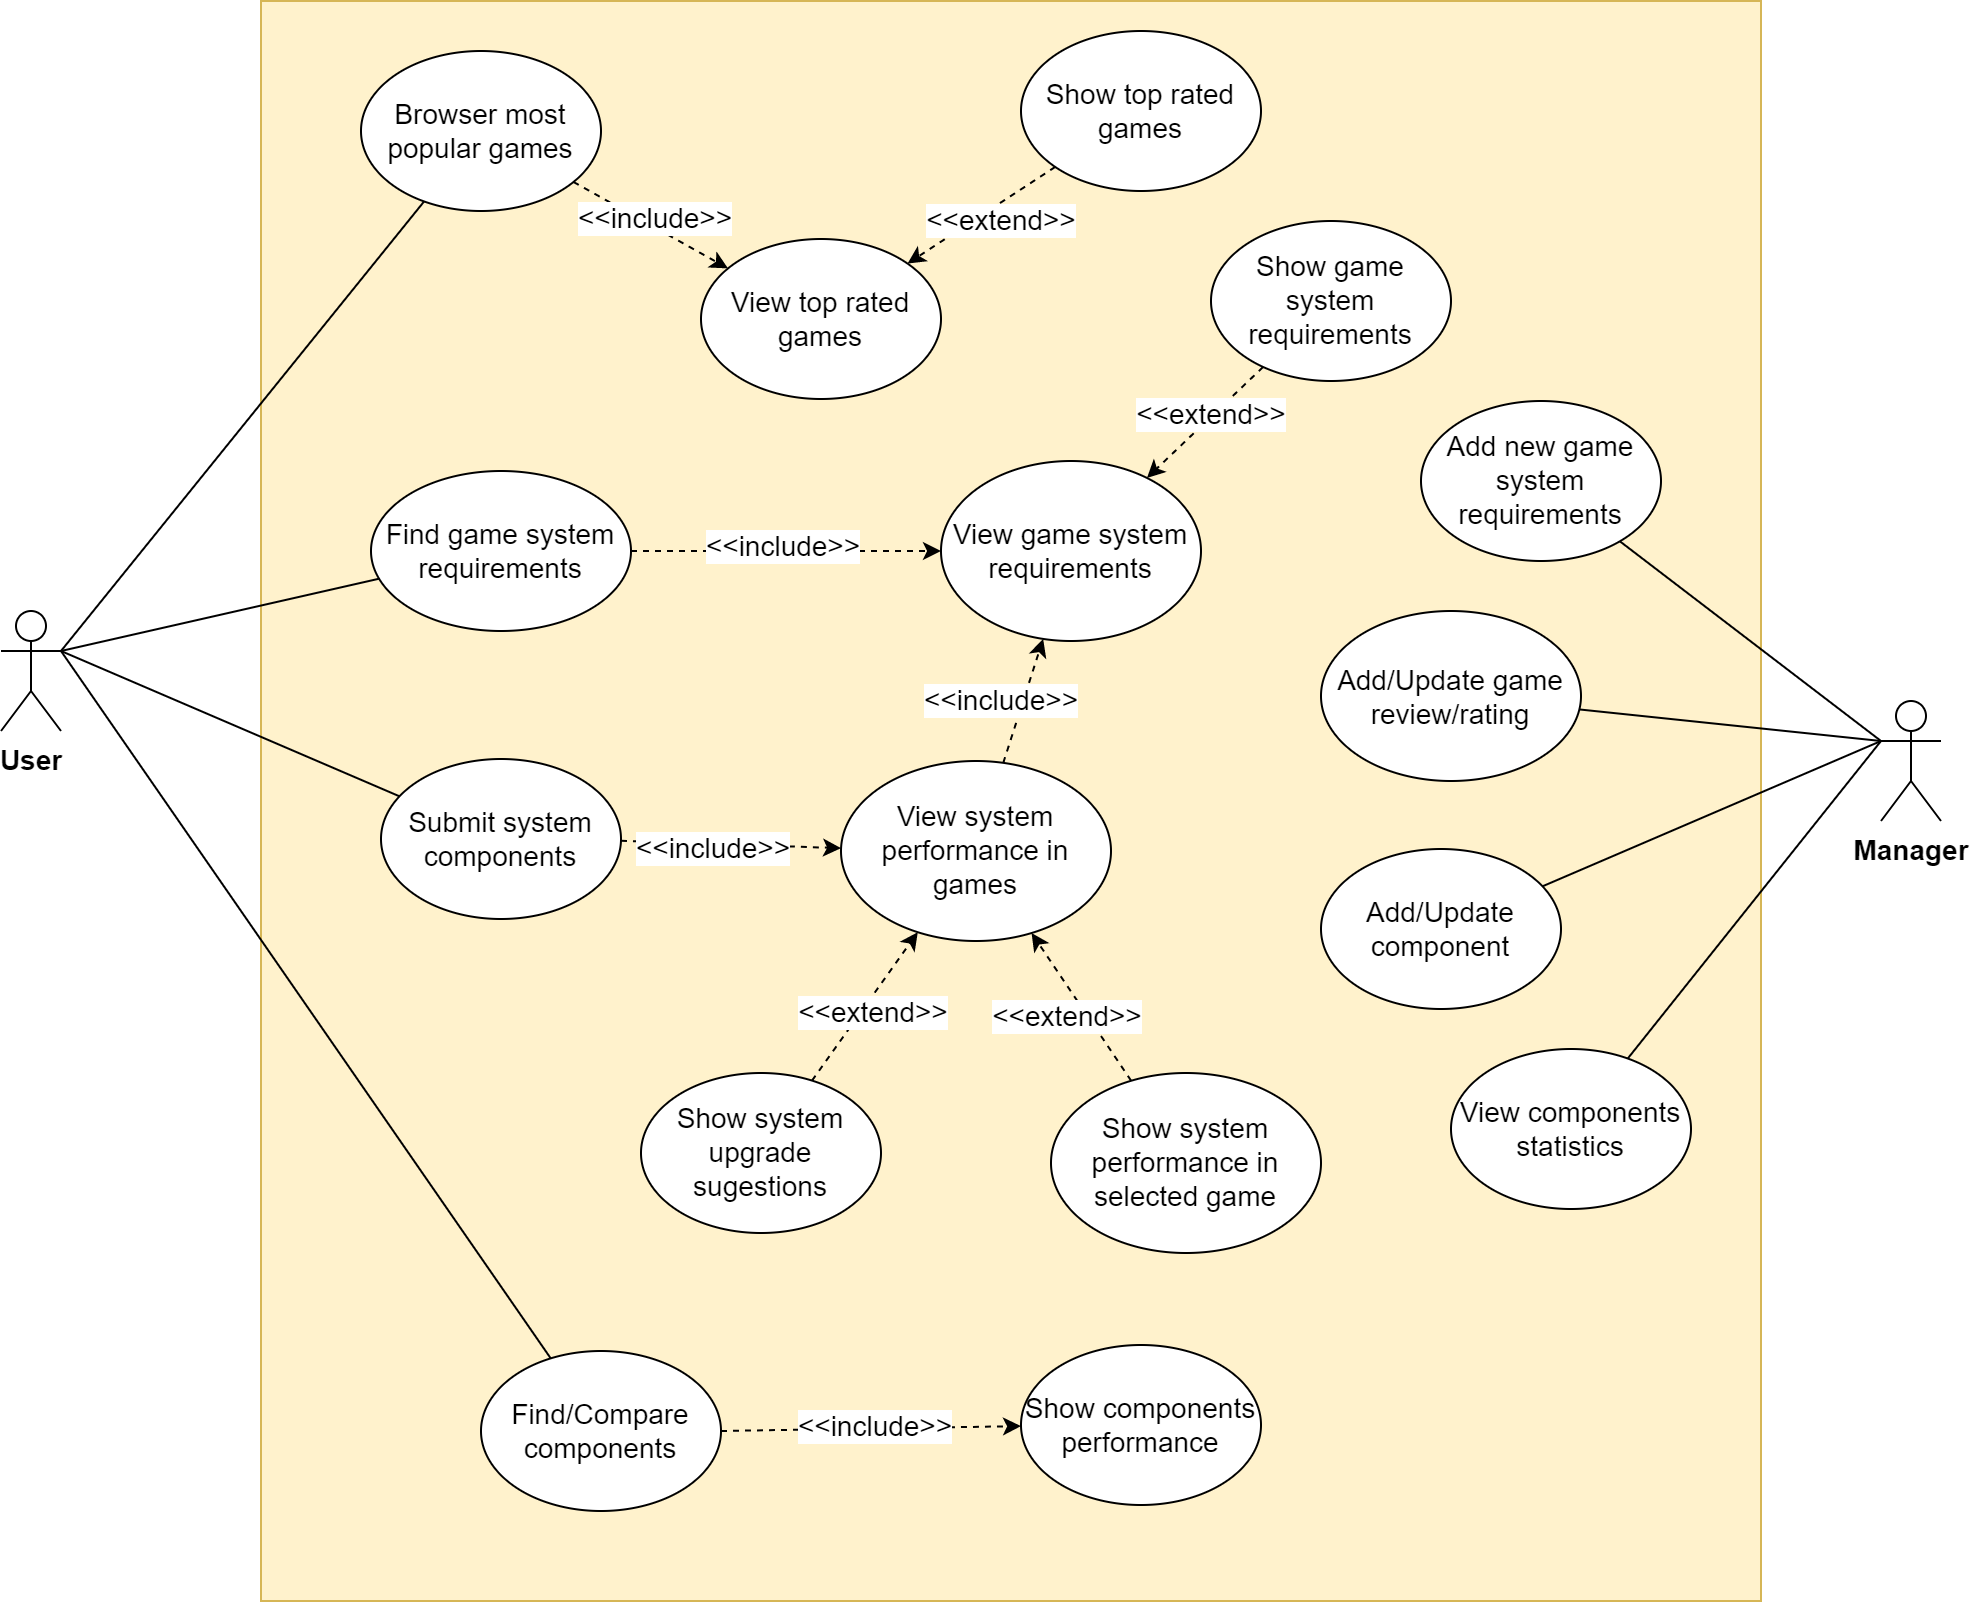 Browser most
popular games
Show top rated
games
<<include>>
<<extend>>
View top rated
games
Show game
system
requirements
<<extend>>
Add new game
system
requirements
Find game system
requirements
<<include>>
View game system
requirements
User
<<include>>
Add/Update game
review/rating
Manager
Submit system
components
<<include>>
View system
performance in
games
Add/Update
component
<<extend>>
<<extend>>
Show system
upgrade
sugestions
Show system
performance in
selected game
View components
statistics
Find/Compare
components
<<include>>
Show components
performance